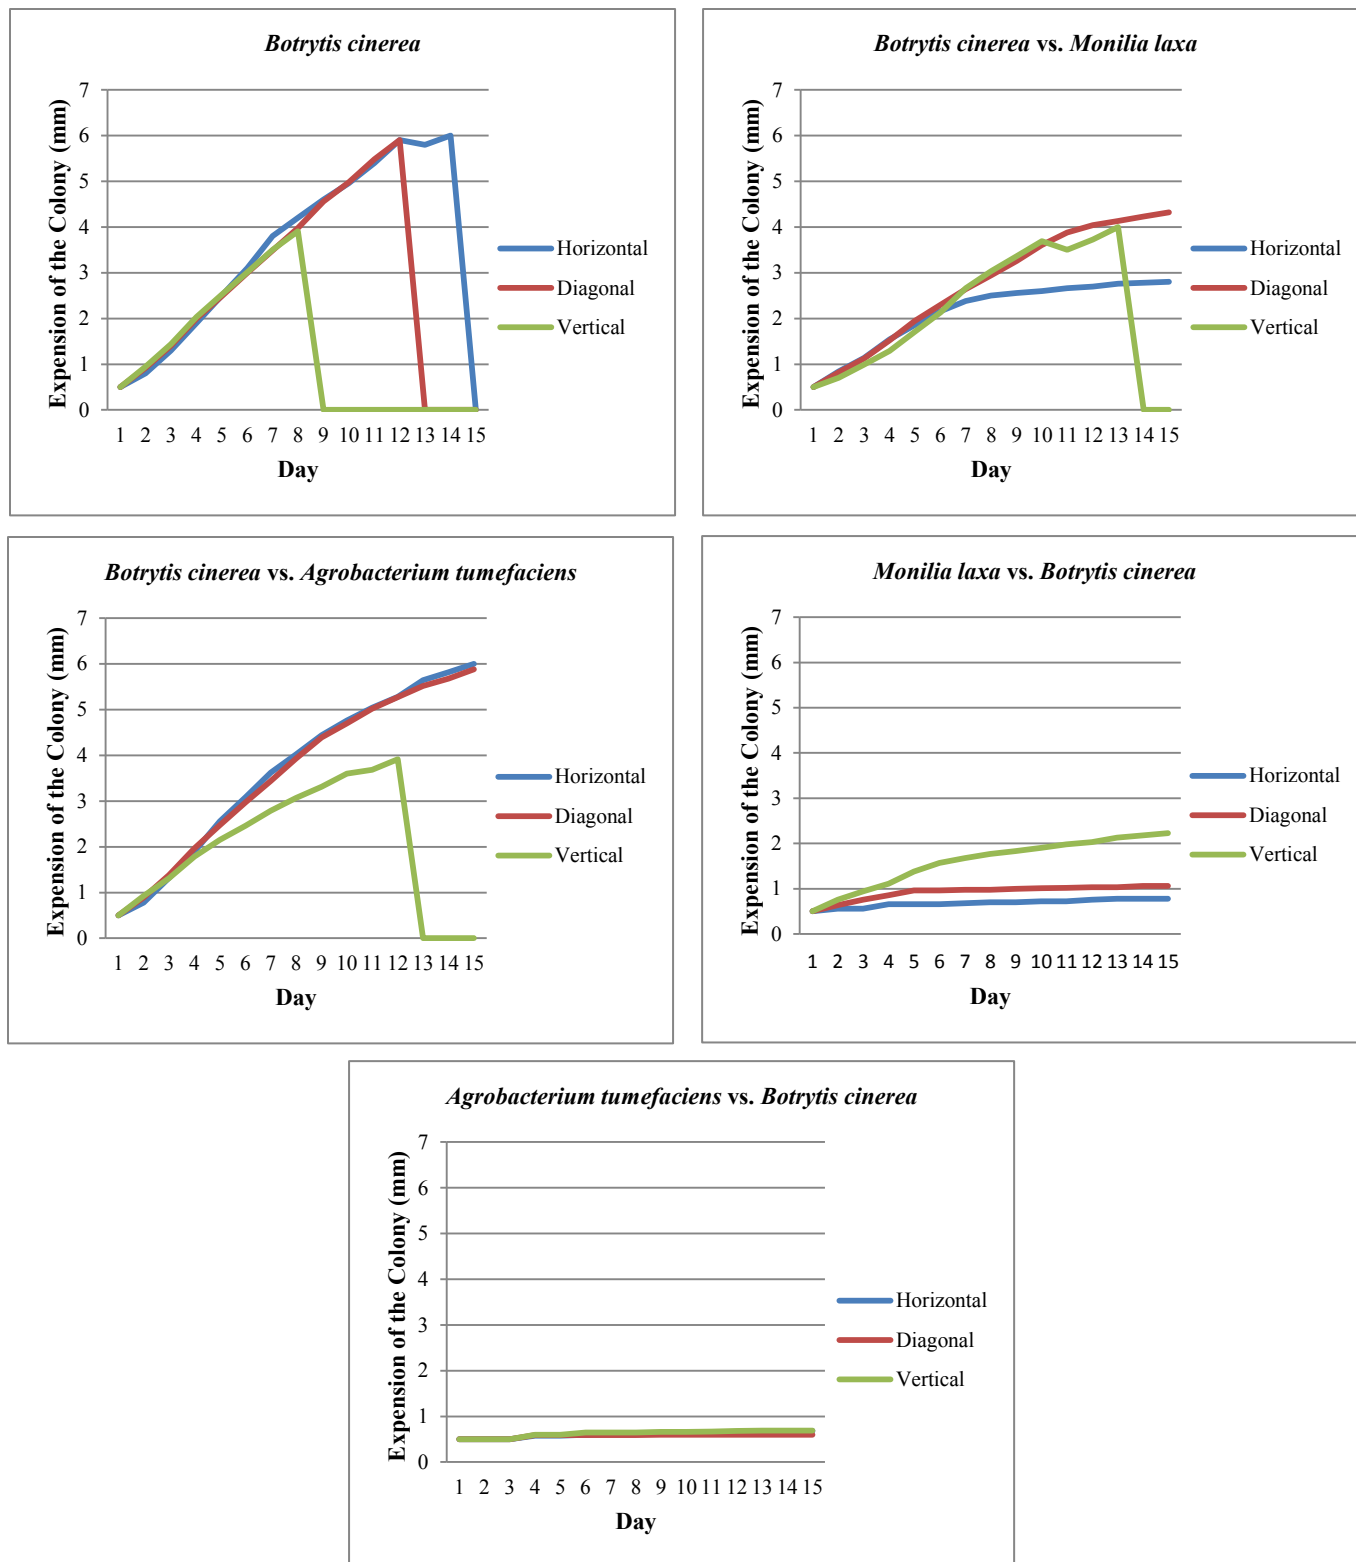 Botrytis cinerea
Expension of the Colony (mm)
7
6
5
4
3
2
1
0
1 2 3 4 5 6 7 8 9 10 11 12 13 14 15
Day
Horizontal
Diagonal
Vertical
Botrytis cinerea vs. Monilia laxa
Expension of the Colony (mm)
7
6
5
4
3
2
1
0
1 2 3 4 5 6 7 8 9 10 11 12 13 14 15
Day
Horizontal
Diagonal
Vertical
Botrytis cinerea vs. Agrobacterium tumefaciens
Expension of the Colony (mm)
7
6
5
4
3
2
1
0
1 2 3 4 5 6 7 8 9 10 11 12 13 14 15
Day
Horizontal
Diagonal
Vertical
Monilia laxa vs. Botrytis cinerea
Expension of the Colony (mm)
7
6
5
4
3
2
1
0
1 2 3 4 5 6 7 8 9 10 11 12 13 14 15
Day
Horizontal
Diagonal
Vertical
Agrobacterium tumefaciens vs. Botrytis cinerea
Expension of the Colony (mm)
7
6
5
4
3
2
1
0
1 2 3 4 5 6 7 8 9 10 11 12 13 14 15
Day
Horizontal
Diagonal
Vertical